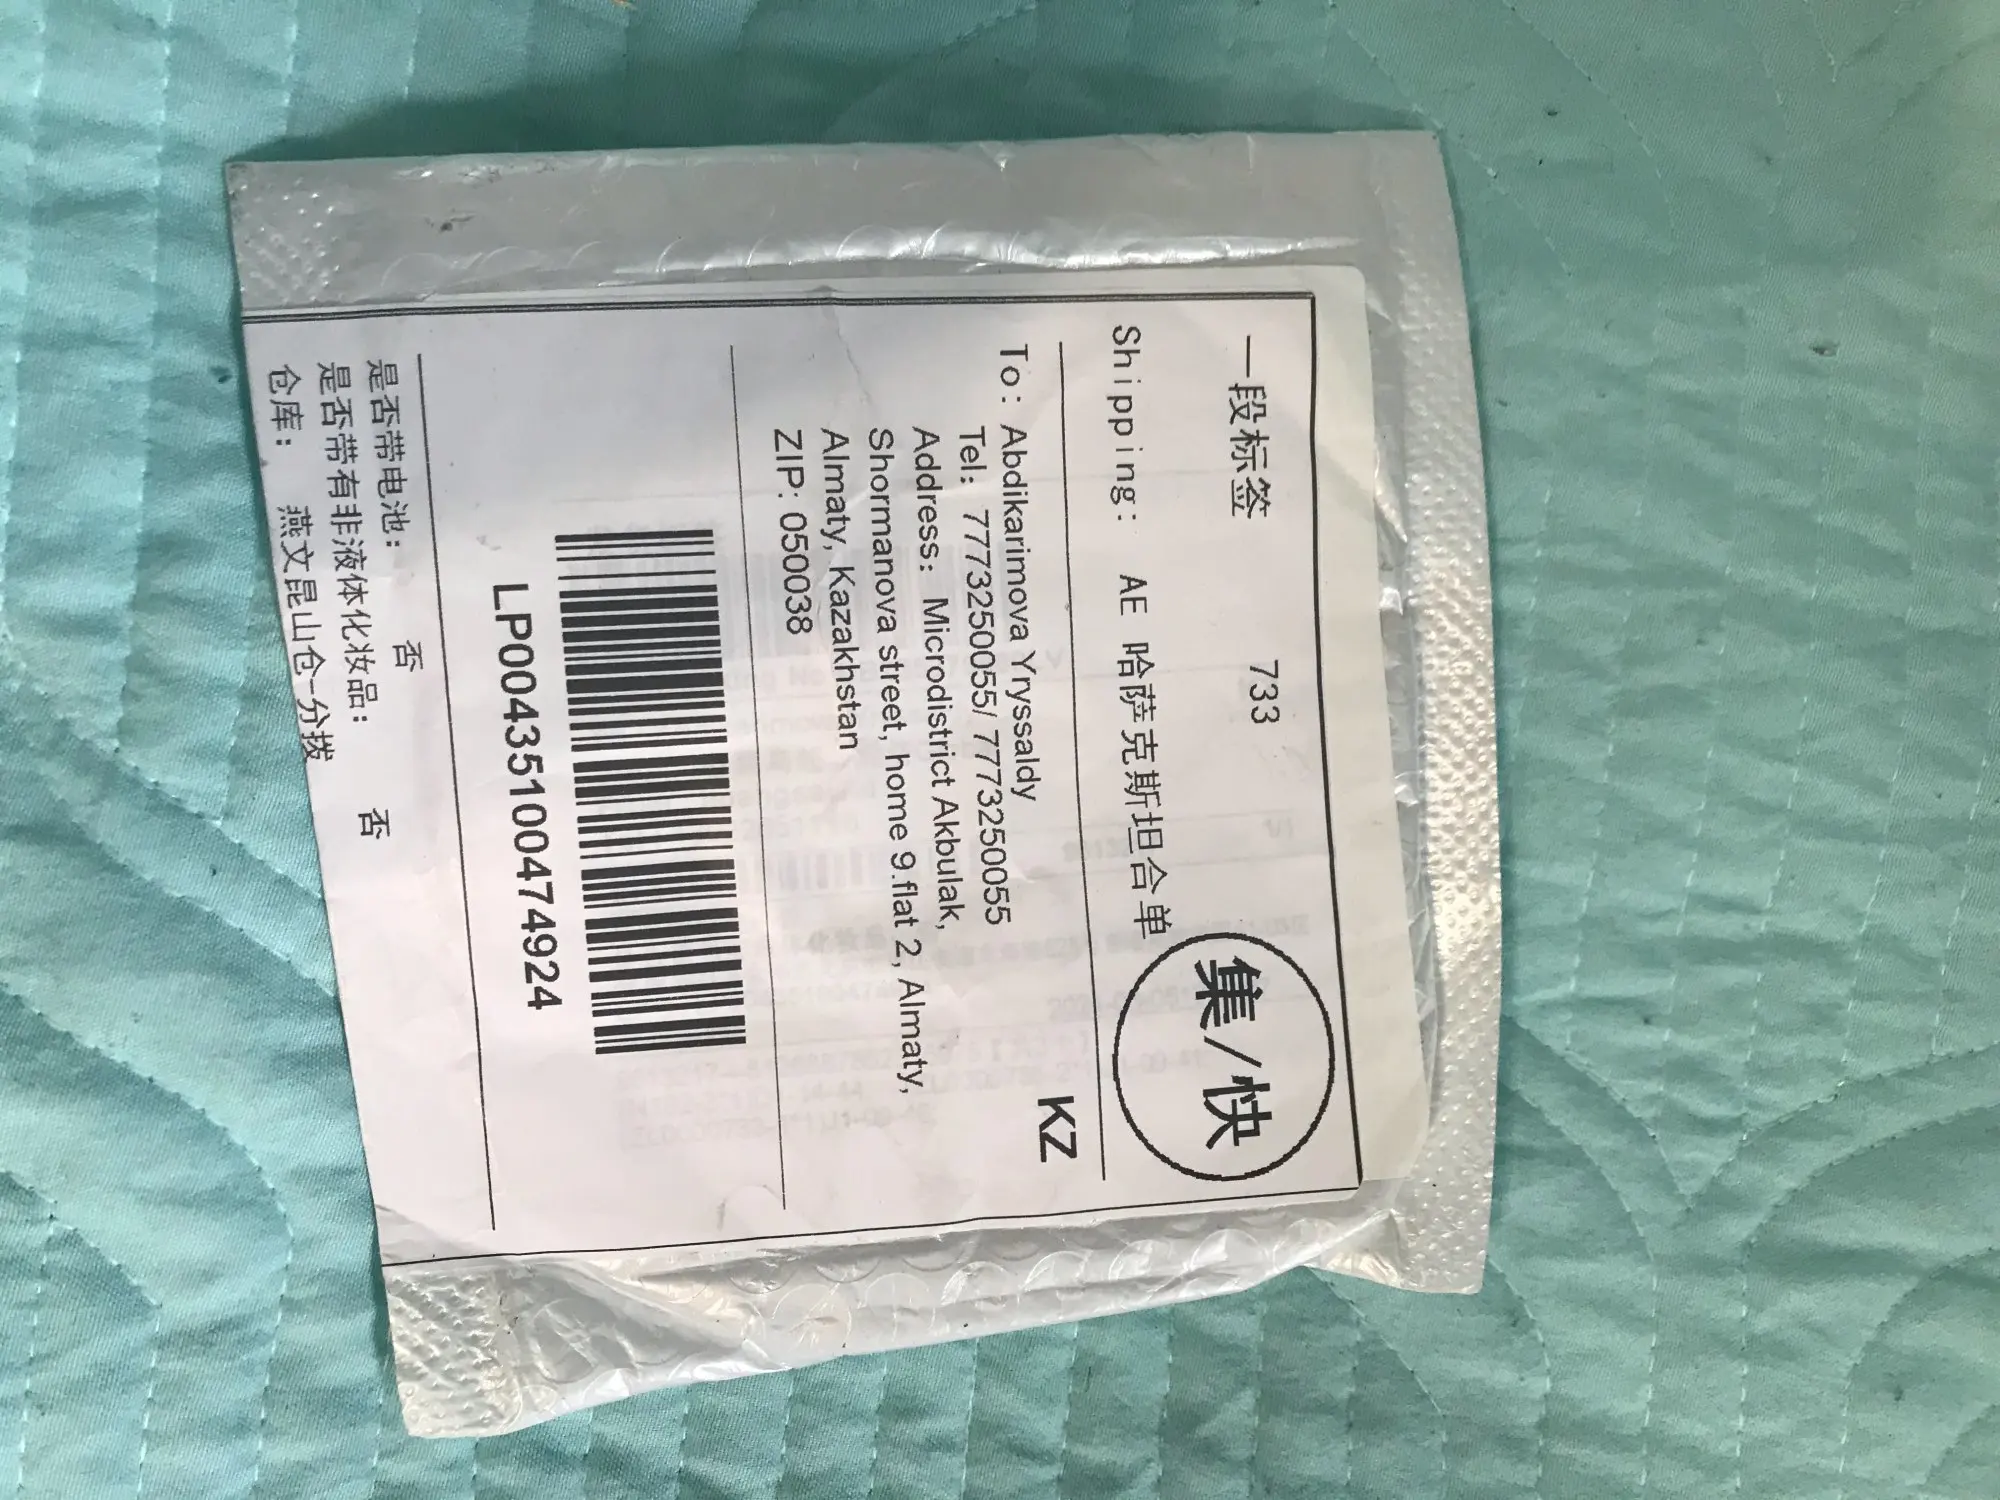 一段标签 733
Shipping: AE 哈萨克斯坦合单
集/快
KZ
To: Abdikarimova Yryssaldy
Tel: 7773250055/ 7773250055
Address: Microdistrict Akbulak,
Shormanova street, home 9.flat 2, Almaty,
Almaty, Kazakhstan
ZIP: 050038
LP00435100474924
是否带电池: 否
是否带有非液体化妆品: 否
仓库: 燕文昆山仓-分拨